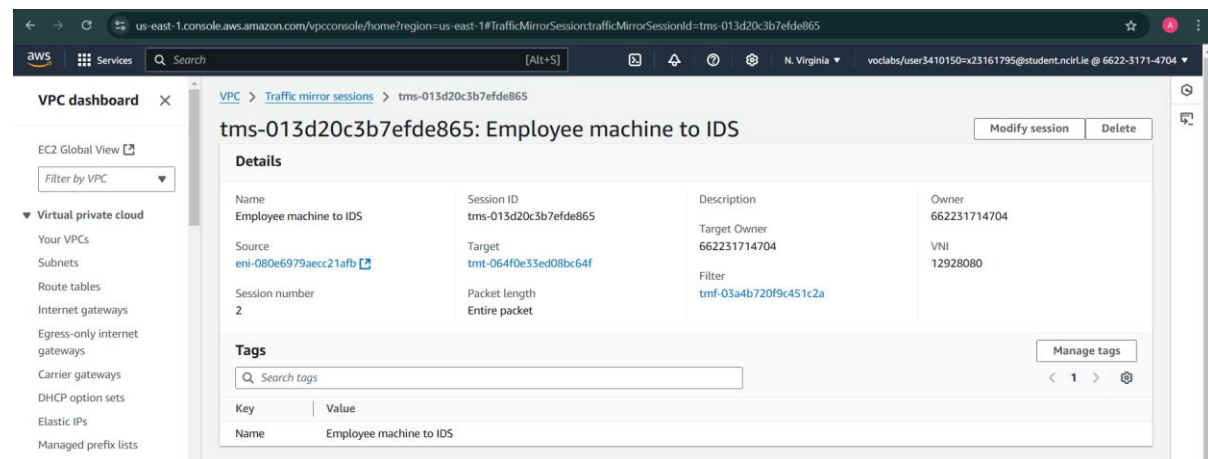 us-east-1.console.aws.amazon.com/vpcconsole/home?region=us-east-1#TrafficMirrorSession:trafficMirrorSessionId=tms-013d20c3b7efde865
A
aws Services Search [Alt+S] N. Virginia ▼ voclabs/user3410150=x23161795@student.ncirl.ie @ 6622-3171-4704 ▼
VPC dashboard
EC2 Global View
Filter by VPC
Virtual private cloud
Your VPCs
Subnets
Route tables
Internet gateways
Egress-only internet
gateways
Carrier gateways
DHCP option sets
Elastic IPs
Managed prefix lists
VPC > Traffic mirror sessions > tms-013d20c3b7efde865
tms-013d20c3b7efde865: Employee machine to IDS
Modify session Delete
Details
Name
Employee machine to IDS
Source
eni-080e6979aecc21afb
Session number
2
Session ID
tms-013d20c3b7efde865
Target
tmt-064f0e33ed08bc64f
Packet length
Entire packet
Description
Target Owner
662231714704
Filter
tmf-03a4b720f9c451c2a
Owner
662231714704
VNI
12928080
Tags
Manage tags
Search tags
< 1 >
Key Value
Name Employee machine to IDS